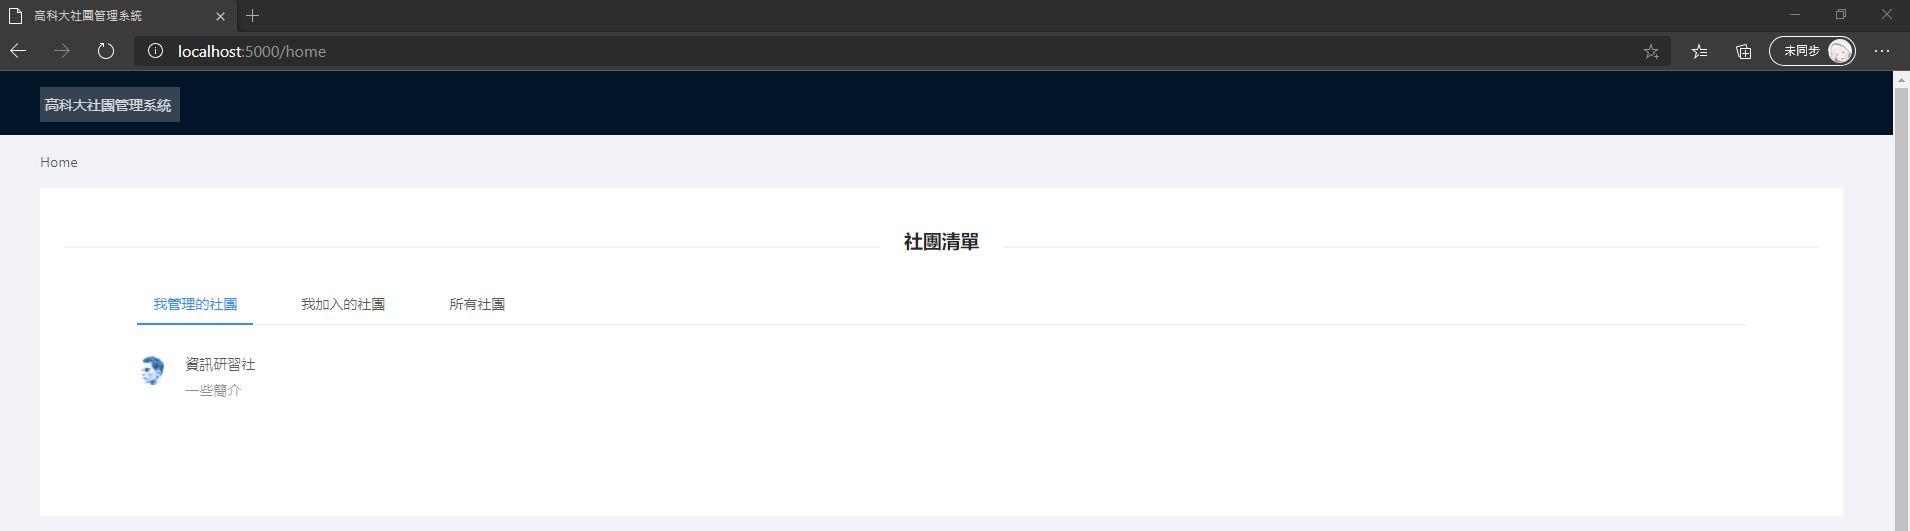 高科大社團管理系統
localhost:5000/home
未同步
高科大社團管理系統
Home
社團清單
我管理的社團 我加入的社團 所有社團
資訊研習社
一些簡介